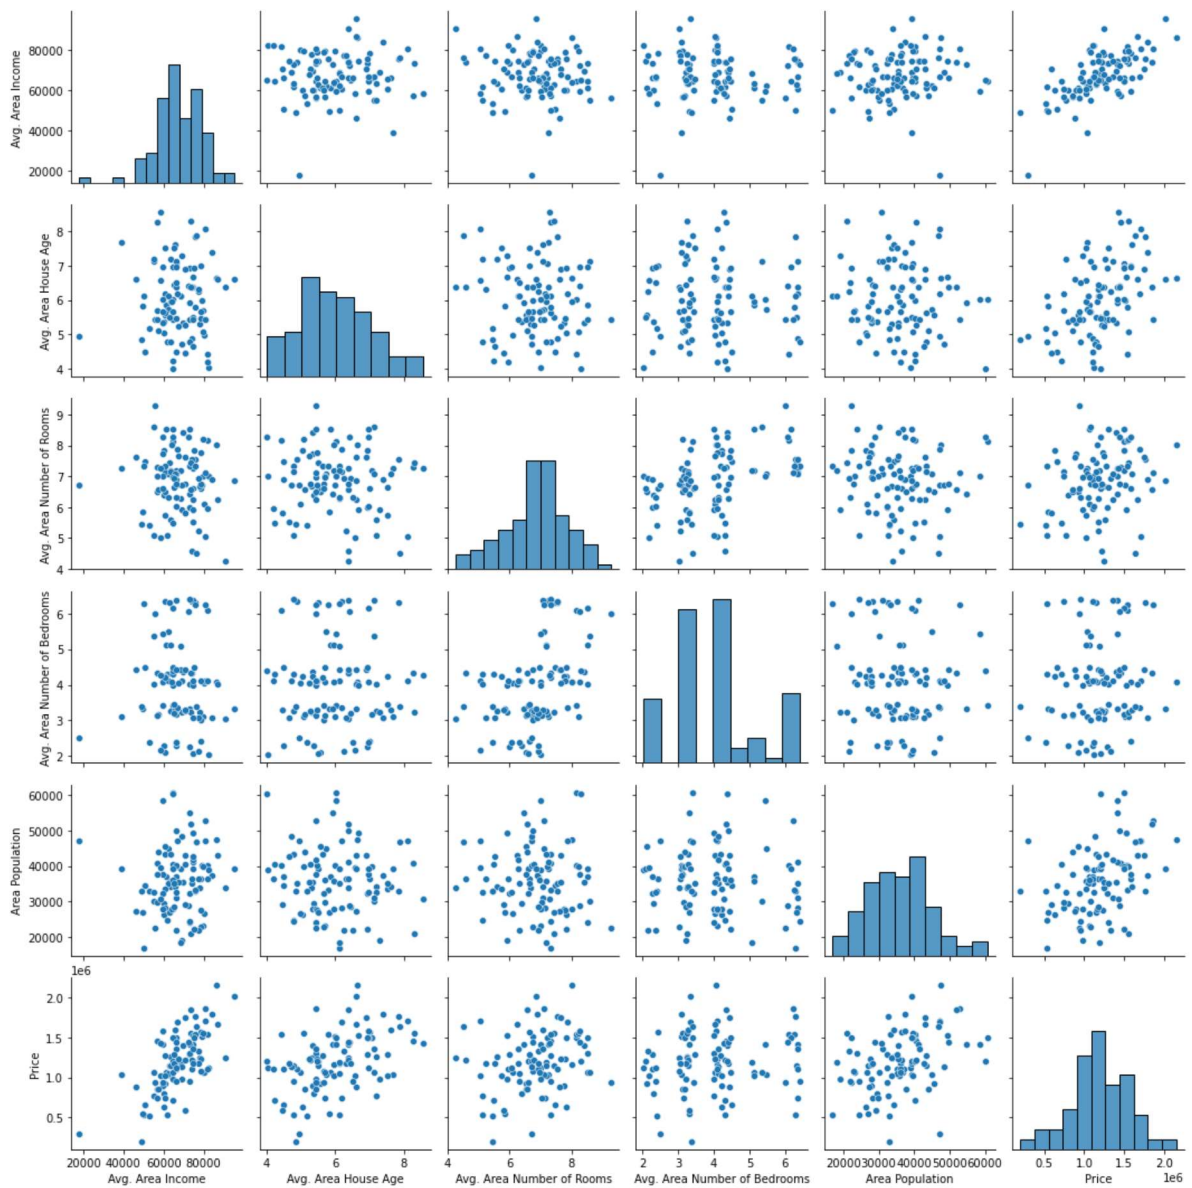 Avg. Area Income
80000
60000
40000
20000
Avg. Area House Age
8
7
6
5
4
Avg. Area Number of Rooms
9
8
7
6
5
4
Avg. Area Number of Bedrooms
6
5
4
3
2
Area Population
60000
50000
40000
30000
20000
1e6
Price
2.0
1.5
1.0
0.5
20000 40000 60000 80000
Avg. Area Income
4 6 8
Avg. Area House Age
4 6 8
Avg. Area Number of Rooms
2 3 4 5 6
Avg. Area Number of Bedrooms
20000 30000 40000 50000 60000
Area Population
0.5 1.0 1.5 2.0
Price
1e6